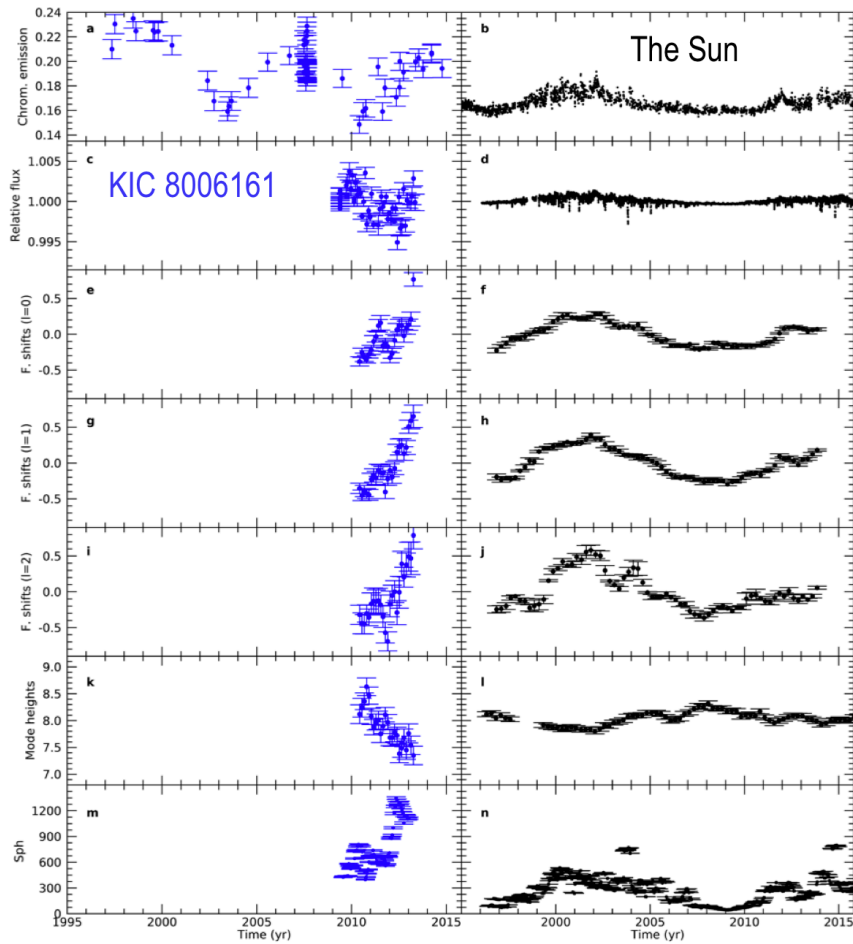 0.24
0.22
0.20
0.18
0.16
0.14
Chrom. emission
a
b
The Sun
1.005
1.000
0.995
Relative flux
c
KIC 8006161
d
0.5
0.0
-0.5
F. shifts (l=0)
e
f
0.5
0.0
-0.5
F. shifts (l=1)
g
h
0.5
0.0
-0.5
F. shifts (l=2)
i
j
9.0
8.5
8.0
7.5
7.0
Mode heights
k
l
1200
900
600
300
0
Sph
m
n
1995 2000 2005 2010 2015
2000 2005 2010 2015
Time (yr)
Time (yr)